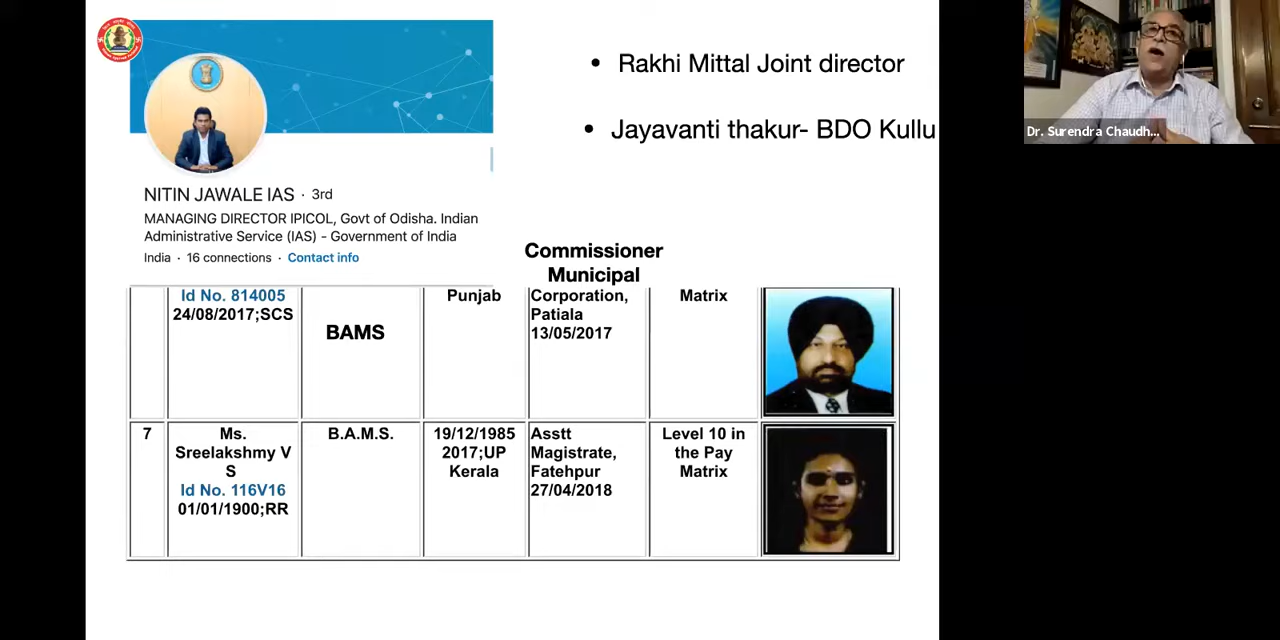 NITIN JAWALE IAS · 3rd
MANAGING DIRECTOR IPICOL, Govt of Odisha. Indian
Administrative Service (IAS) - Government of India
India · 16 connections · Contact info
• Rakhi Mittal Joint director
• Jayavanti thakur- BDO Kullu
Dr. Surendra Chaudh...
Commissioner
Municipal
Id No. 814005
24/08/2017;SCS
BAMS
Punjab
Corporation,
Patiala
13/05/2017
Matrix
7
Ms.
Sreelakshmy V
S
Id No. 116V16
01/01/1900;RR
B.A.M.S.
19/12/1985
2017;UP
Kerala
Asstt
Magistrate,
Fatehpur
27/04/2018
Level 10 in
the Pay
Matrix